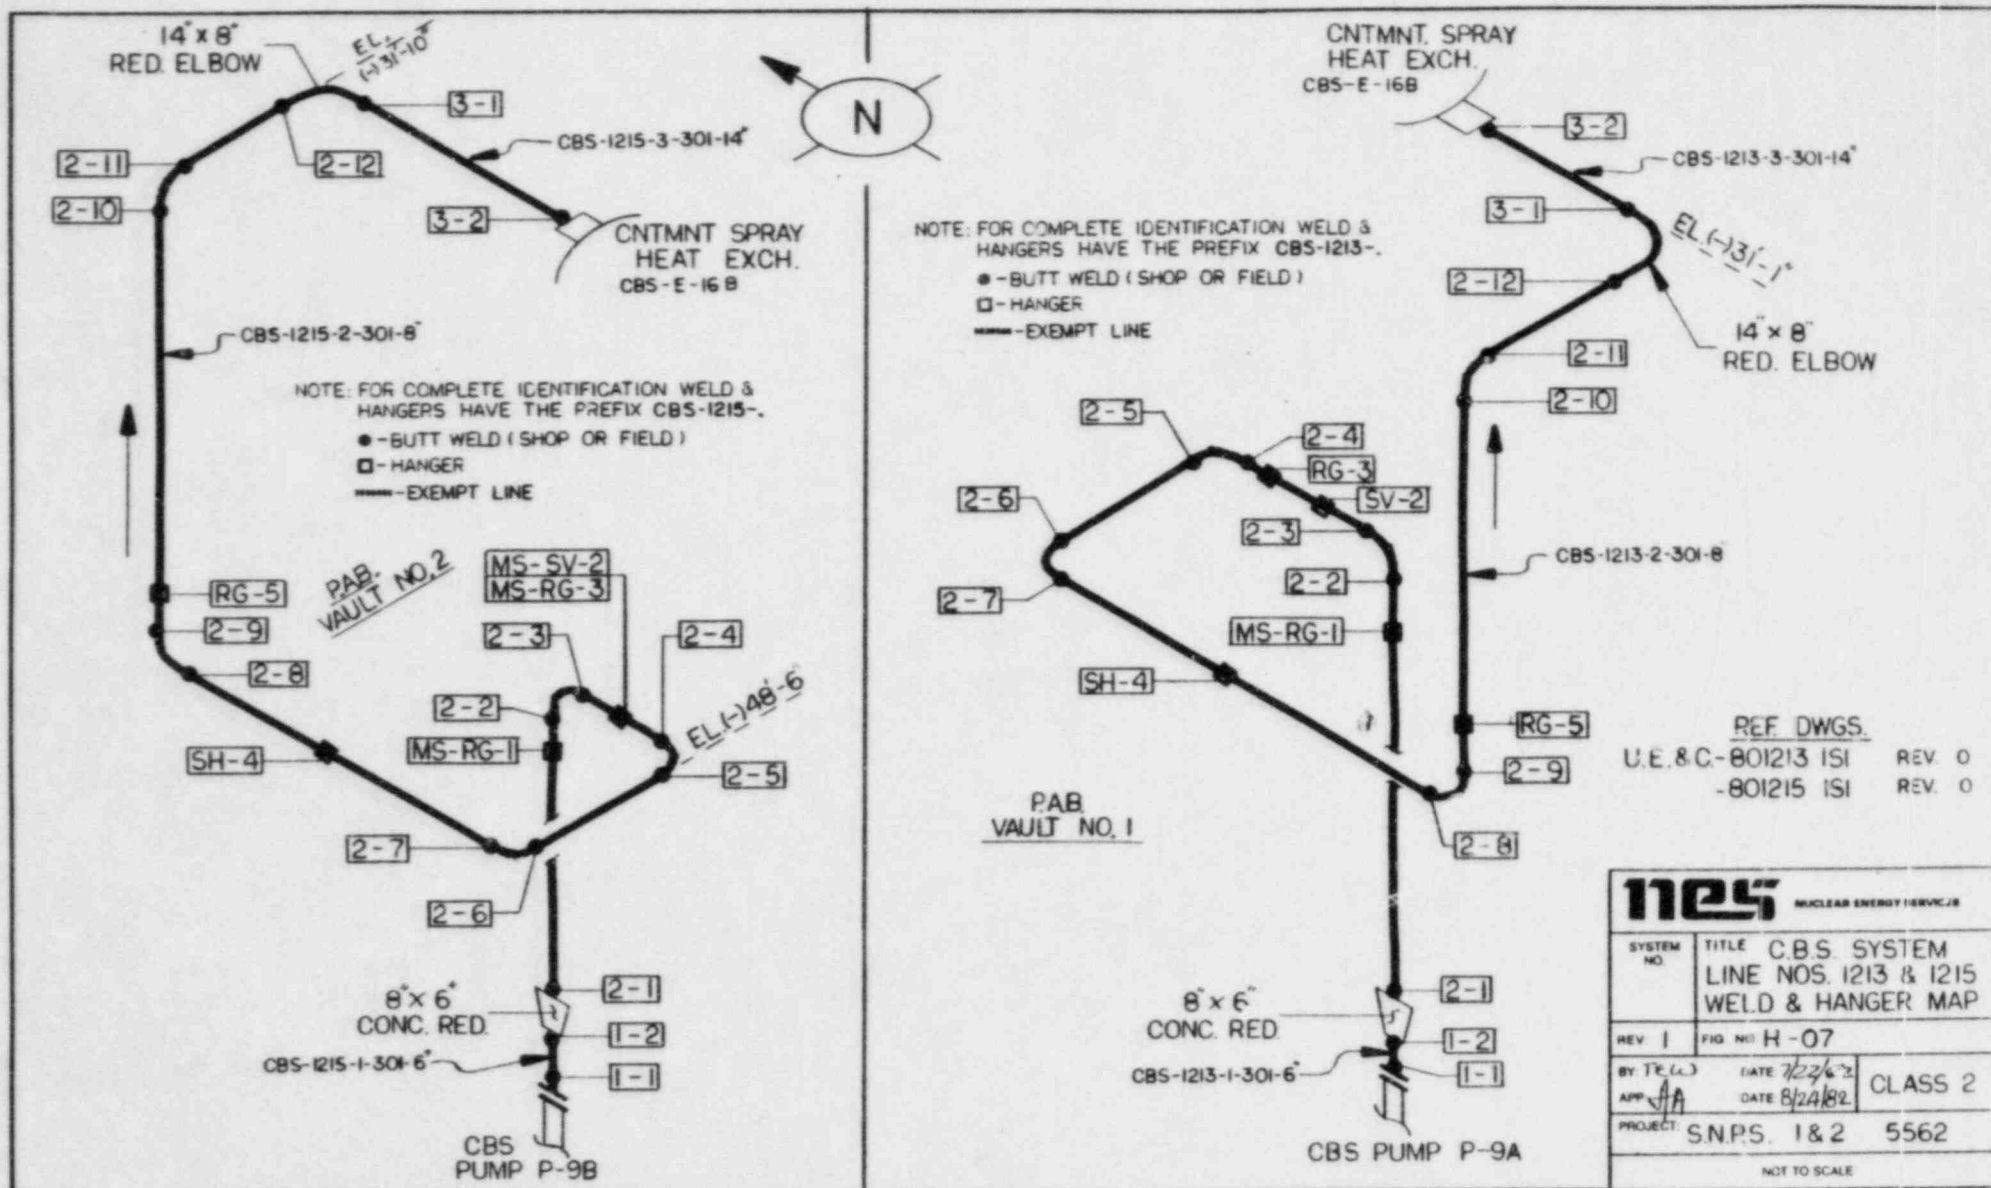 14" x 8"
RED. ELBOW
EL.
(-)31'-10"
3-1
CBS-1215-3-301-14"
2-11
2-12
2-10
3-2
CNTMNT SPRAY
HEAT EXCH.
CBS-E-16B
CBS-1215-2-301-8"
NOTE: FOR COMPLETE IDENTIFICATION WELD &
HANGERS HAVE THE PREFIX CBS-1215-.
-BUTT WELD (SHOP OR FIELD)
-HANGER
-EXEMPT LINE
P.A.B.
VAULT NO.2
RG-5
2-9
2-8
MS-SV-2
MS-RG-3
2-3
2-4
2-2
MS-RG-1
EL.(-)48'-6
SH-4
2-5
2-7
2-6
2-1
8" x 6"
CONC. RED.
1-2
CBS-1215-1-301-6"
1-1
CBS
PUMP P-9B
N
CNTMNT. SPRAY
HEAT EXCH.
CBS-E-16B
3-2
CBS-1213-3-301-14"
3-1
EL.(-)31'-1"
NOTE: FOR COMPLETE IDENTIFICATION WELD &
HANGERS HAVE THE PREFIX CBS-1213-.
-BUTT WELD (SHOP OR FIELD)
-HANGER
-EXEMPT LINE
2-12
14" x 8"
RED. ELBOW
2-11
2-10
2-5
2-4
RG-3
SV-2
2-6
2-3
CBS-1213-2-301-8"
2-2
2-7
MS-RG-1
SH-4
RG-5
2-9
2-8
P.A.B.
VAULT NO. 1
REF. DWGS.
U.E. & C.-801213 ISI REV. 0
-801215 ISI REV. 0
2-1
8" x 6"
CONC. RED.
1-2
CBS-1213-1-301-6"
1-1
CBS PUMP P-9A
nes NUCLEAR ENERGY SERVICES
SYSTEM NO.
TITLE C.B.S. SYSTEM
LINE NOS. 1213 & 1215
WELD & HANGER MAP
REV 1 FIG NO. H-07
BY TEW DATE 7/22/82
APP. AA DATE 8/24/82
CLASS 2
PROJECT: S.N.P.S. 1 & 2 5562
NOT TO SCALE